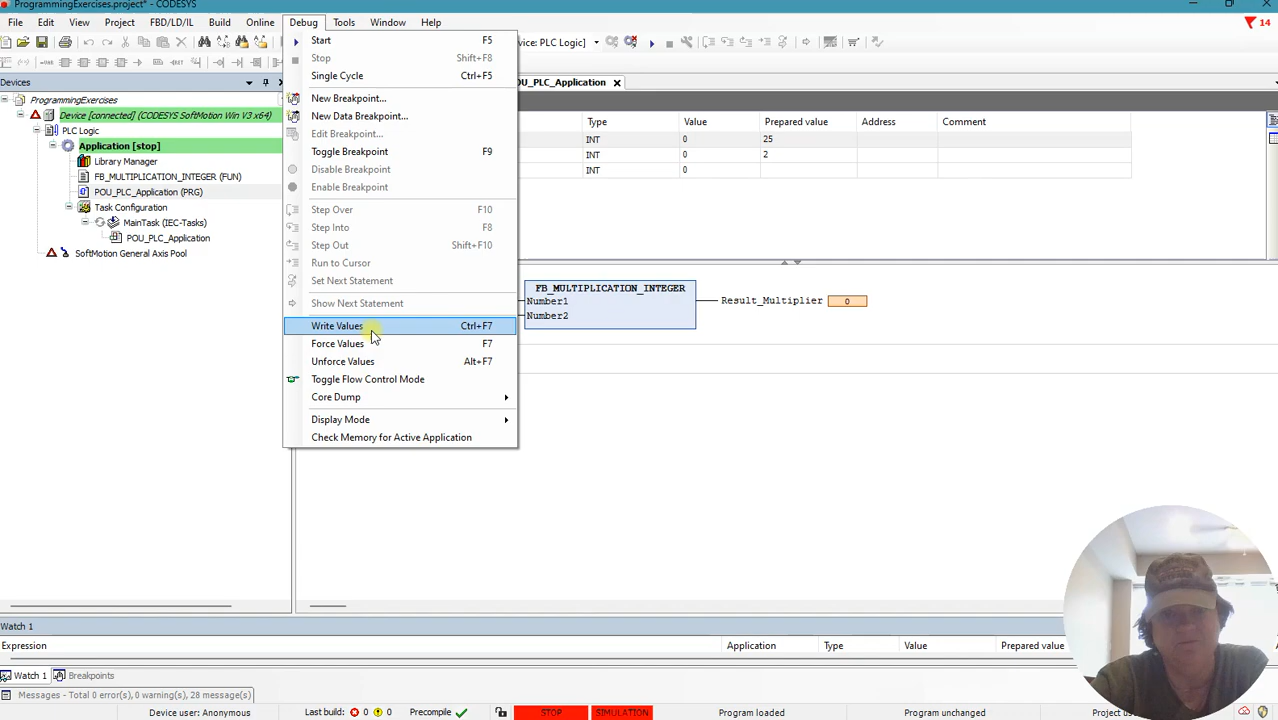 ProgrammingExercises.project* - CODESYS
File Edit View Project FBD/LD/IL Build Online Debug Tools Window Help
14
Start F5
Stop Shift+F8
Single Cycle Ctrl+F5
New Breakpoint...
New Data Breakpoint...
Edit Breakpoint...
Toggle Breakpoint F9
Disable Breakpoint
Enable Breakpoint
Step Over F10
Step Into F8
Step Out Shift+F10
Run to Cursor
Set Next Statement
Show Next Statement
Write Values Ctrl+F7
Force Values F7
Unforce Values Alt+F7
Toggle Flow Control Mode
Core Dump
Display Mode
Check Memory for Active Application
Devices
ProgrammingExercises
Device [connected] (CODESYS SoftMotion Win V3 x64)
PLC Logic
Application [stop]
Library Manager
FB_MULTIPLICATION_INTEGER (FUN)
POU_PLC_Application (PRG)
Task Configuration
MainTask (IEC-Tasks)
POU_PLC_Application
SoftMotion General Axis Pool
vice: PLC Logic]
OU_PLC_Application
Type Value Prepared value Address Comment
INT 0 25
INT 0 2
INT 0
FB_MULTIPLICATION_INTEGER
Number1
Number2
Result_Multiplier 0
Watch 1
Expression Application Type Value Prepared value
Watch 1 Breakpoints
Messages - Total 0 error(s), 0 warning(s), 28 message(s)
Device user: Anonymous Last build: 0 0 Precompile STOP SIMULATION Program loaded Program unchanged